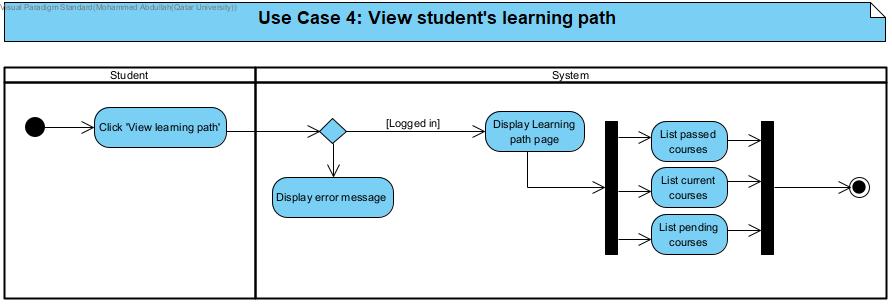 Visual Paradigm Standard(Mohammed Abdullah(Qatar University))
Use Case 4: View student's learning path
Student
System
Click 'View learning path'
[Logged in]
Display Learning
path page
Display error message
List passed
courses
List current
courses
List pending
courses